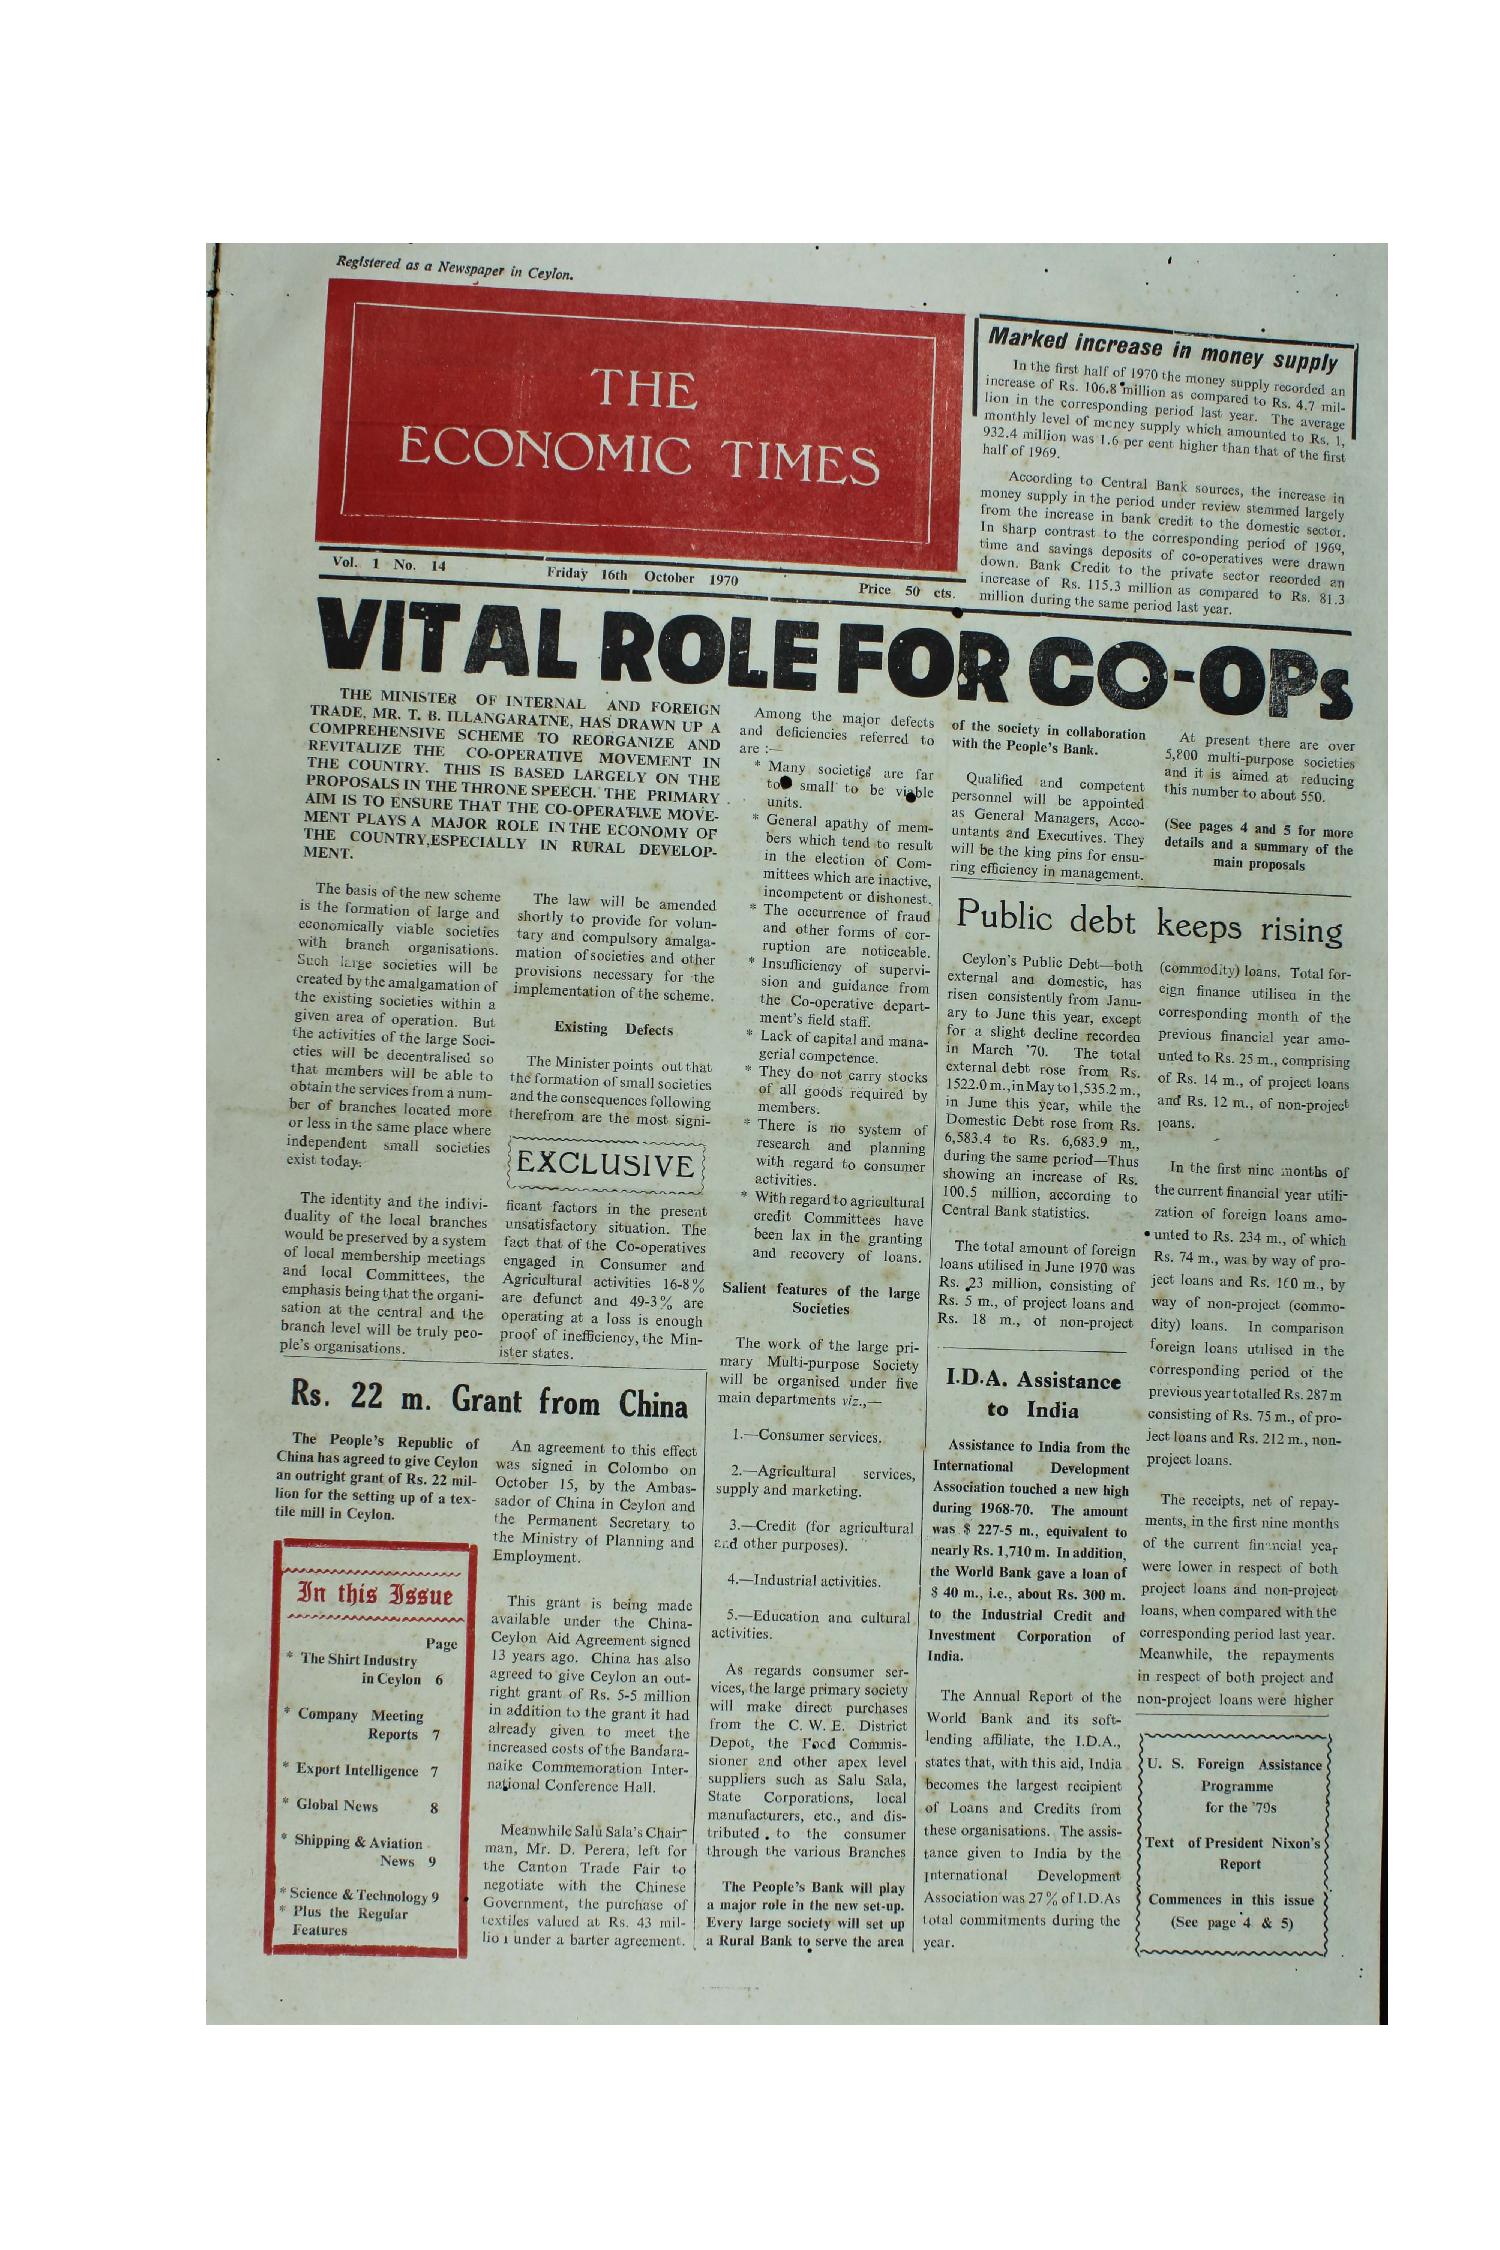 Registered as a Newspaper in Ceylon.
THE
ECONOMIC TIMES
Vol. 1 No. 14
Friday 16th October 1970
Price 50 cts.
Marked increase in money supply
In the first half of 1970 the money supply recorded an
increase of Rs. 106.8 million as compared to Rs. 4.7 mil-
lion in the corresponding period last year. The average
monthly level of money supply which amounted to Rs. 1,
932.4 million was 1.6 per cent higher than that of the first
half of 1969.
According to Central Bank sources, the increase in
money supply in the period under review stemmed largely
from the increase in bank credit to the domestic sector.
In sharp contrast to the corresponding period of 1969,
time and savings deposits of co-operatives were drawn
down. Bank Credit to the private sector recorded an
increase of Rs. 115.3 million as compared to Rs. 81.3
million during the same period last year.
VITAL ROLE FOR CO-OPs
THE MINISTER OF INTERNAL AND FOREIGN
TRADE, MR. T. B. ILLANGARATNE, HAS DRAWN UP A
COMPREHENSIVE SCHEME TO REORGANIZE AND
REVITALIZE THE CO-OPERATIVE MOVEMENT IN
THE COUNTRY. THIS IS BASED LARGELY ON THE
PROPOSALS IN THE THRONE SPEECH. THE PRIMARY
AIM IS TO ENSURE THAT THE CO-OPERATIVE MOVE-
MENT PLAYS A MAJOR ROLE IN THE ECONOMY OF
THE COUNTRY,ESPECIALLY IN RURAL DEVELOP-
MENT.
The basis of the new scheme
is the formation of large and
economically viable societies
with branch organisations.
Such large societies will be
created by the amalgamation of
the existing societies within a
given area of operation. But
the activities of the large Soci-
eties will be decentralised so
that members will be able to
obtain the services from a num-
ber of branches located more
or less in the same place where
independent small societies
exist today.
The identity and the indivi-
duality of the local branches
would be preserved by a system
of local membership meetings
and local Committees, the
emphasis being that the organi-
sation at the central and the
branch level will be truly peo-
ple's organisations.
The law will be amended
shortly to provide for volun-
tary and compulsory amalga-
mation of societies and other
provisions necessary for the
implementation of the scheme.
Existing Defects
The Minister points out that
the formation of small societies
and the consequences following
therefrom are the most signi-
EXCLUSIVE
ficant factors in the present
unsatisfactory situation. The
fact that of the Co-operatives
engaged in Consumer and
Agricultural activities 16-8%
are defunct and 49-3% are
operating at a loss is enough
proof of inefficiency, the Min-
ister states.
Among the major defects
and deficiencies referred to
are :—
* Many societies are far
too small to be viable
units.
* General apathy of mem-
bers which tend to result
in the election of Com-
mittees which are inactive,
incompetent or dishonest.
* The occurrence of fraud
and other forms of cor-
ruption are noticeable.
* Insufficiency of supervi-
sion and guidance from
the Co-operative depart-
ment's field staff.
* Lack of capital and mana-
gerial competence.
* They do not carry stocks
of all goods required by
members.
* There is no system of
research and planning
with regard to consumer
activities.
* With regard to agricultural
credit Committees have
been lax in the granting
and recovery of loans.
Salient features of the large
Societies
The work of the large pri-
mary Multi-purpose Society
will be organised under five
main departments viz.,—
1.—Consumer services.
2.—Agricultural services,
supply and marketing.
3.—Credit (for agricultural
and other purposes).
4.—Industrial activities.
5.—Education and cultural
activities.
As regards consumer ser-
vices, the large primary society
will make direct purchases
from the C. W. E. District
Depot, the Food Commis-
sioner and other apex level
suppliers such as Salu Sala,
State Corporations, local
manufacturers, etc., and dis-
tributed to the consumer
through the various Branches
The People's Bank will play
a major role in the new set-up.
Every large society will set up
a Rural Bank to serve the area
of the society in collaboration
with the People's Bank.
Qualified and competent
personnel will be appointed
as General Managers, Acco-
untants and Executives. They
will be the king pins for ensu-
ring efficiency in management.
At present there are over
5,800 multi-purpose societies
and it is aimed at reducing
this number to about 550.
(See pages 4 and 5 for more
details and a summary of the
main proposals
Public debt keeps rising
Ceylon's Public Debt—both
external and domestic, has
risen consistently from Janu-
ary to June this year, except
for a slight decline recorded
in March '70. The total
external debt rose from Rs.
1522.0 m., in May to 1,535.2 m.,
in June this year, while the
Domestic Debt rose from Rs.
6,583.4 to Rs. 6,683.9 m.,
during the same period—Thus
showing an increase of Rs.
100.5 million, according to
Central Bank statistics.
The total amount of foreign
loans utilised in June 1970 was
Rs. 23 million, consisting of
Rs. 5 m., of project loans and
Rs. 18 m., of non-project
(commodity) loans. Total for-
eign finance utilised in the
corresponding month of the
previous financial year amo-
unted to Rs. 25 m., comprising
of Rs. 14 m., of project loans
and Rs. 12 m., of non-project
loans.
In the first nine months of
the current financial year utili-
zation of foreign loans amo-
unted to Rs. 234 m., of which
Rs. 74 m., was by way of pro-
ject loans and Rs. 160 m., by
way of non-project (commo-
dity) loans. In comparison
foreign loans utilised in the
corresponding period of the
previous year totalled Rs. 287 m
consisting of Rs. 75 m., of pro-
ject loans and Rs. 212 m., non-
project loans.
The receipts, net of repay-
ments, in the first nine months
of the current financial year
were lower in respect of both
project loans and non-project
loans, when compared with the
corresponding period last year.
Meanwhile, the repayments
in respect of both project and
non-project loans were higher
Rs. 22 m. Grant from China
The People's Republic of
China has agreed to give Ceylon
an outright grant of Rs. 22 mil-
lion for the setting up of a tex-
tile mill in Ceylon.
An agreement to this effect
was signed in Colombo on
October 15, by the Ambas-
sador of China in Ceylon and
the Permanent Secretary to
the Ministry of Planning and
Employment.
This grant is being made
available under the China-
Ceylon Aid Agreement signed
13 years ago. China has also
agreed to give Ceylon an out-
right grant of Rs. 5-5 million
in addition to the grant it had
already given to meet the
increased costs of the Bandara-
naike Commemoration Inter-
national Conference Hall.
Meanwhile Salu Sala's Chair-
man, Mr. D. Perera, left for
the Canton Trade Fair to
negotiate with the Chinese
Government, the purchase of
textiles valued at Rs. 43 mil-
lion under a barter agreement.
In this Issue
Page
* The Shirt Industry
in Ceylon 6
* Company Meeting
Reports 7
* Export Intelligence 7
* Global News 8
* Shipping & Aviation
News 9
* Science & Technology 9
* Plus the Regular
Features
I.D.A. Assistance
to India
Assistance to India from the
International Development
Association touched a new high
during 1968-70. The amount
was $ 227-5 m., equivalent to
nearly Rs. 1,710 m. In addition,
the World Bank gave a loan of
$ 40 m., i.e., about Rs. 300 m.
to the Industrial Credit and
Investment Corporation of
India.
The Annual Report of the
World Bank and its soft-
lending affiliate, the I.D.A.,
states that, with this aid, India
becomes the largest recipient
of Loans and Credits from
these organisations. The assis-
tance given to India by the
International Development
Association was 27% of I.D.As
total commitments during the
year.
U. S. Foreign Assistance
Programme
for the '70s
Text of President Nixon's
Report
Commences in this issue
(See page 4 & 5)